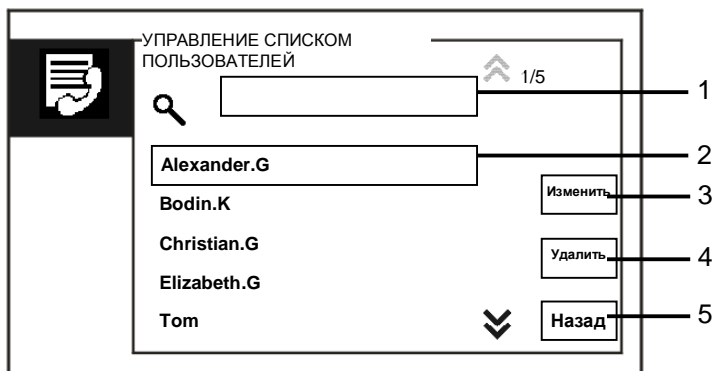 УПРАВЛЕНИЕ СПИСКОМ
ПОЛЬЗОВАТЕЛЕЙ
1/5
1
Alexander.G
2
Bodin.K
Изменить
3
Christian.G
Удалить
4
Elizabeth.G
Tom
Назад
5